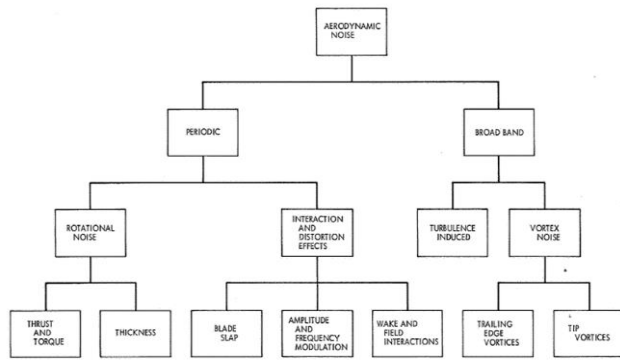 AERODYNAMIC
NOISE
PERIODIC
BROAD BAND
ROTATIONAL
NOISE
INTERACTION
AND
DISTORTION
EFFECTS
TURBULENCE
INDUCED
VORTEX
NOISE
THRUST
AND
TORQUE
THICKNESS
BLADE
SLAP
AMPLITUDE
AND
FREQUENCY
MODULATION
WAKE AND
FIELD
INTERACTIONS
TRAILING
EDGE
VORTICES
TIP
VORTICES